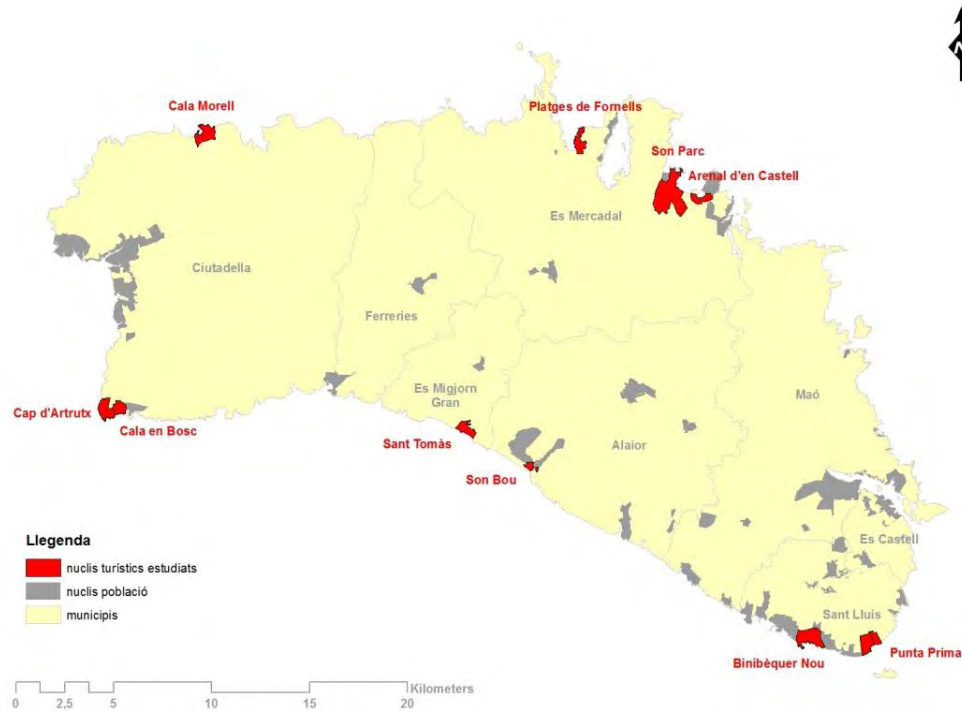 N
Cala Morell
Platges de Fornells
Son Parc
Arenal d'en Castell
Es Mercadal
Ciutadella
Ferreries
Es Migjorn
Gran
Maó
Cap d'Artrutx
Cala en Bosc
Sant Tomàs
Alaior
Son Bou
Llegenda
nuclis turístics estudiats
nuclis població
municipis
Es Castell
Sant Lluís
Binibèquer Nou
Punta Prima
Kilometers
0 2,5 5 10 15 20